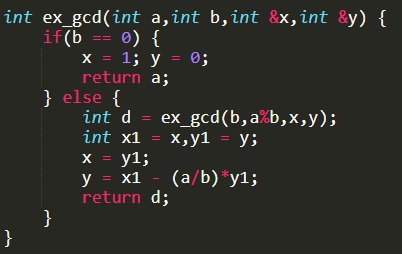 int ex_gcd(int a,int b,int &x,int &y) {
    if(b == 0) {
        x = 1; y = 0;
        return a;
    } else {
        int d = ex_gcd(b,a%b,x,y);
        int x1 = x,y1 = y;
        x = y1;
        y = x1 - (a/b)*y1;
        return d;
    }
}